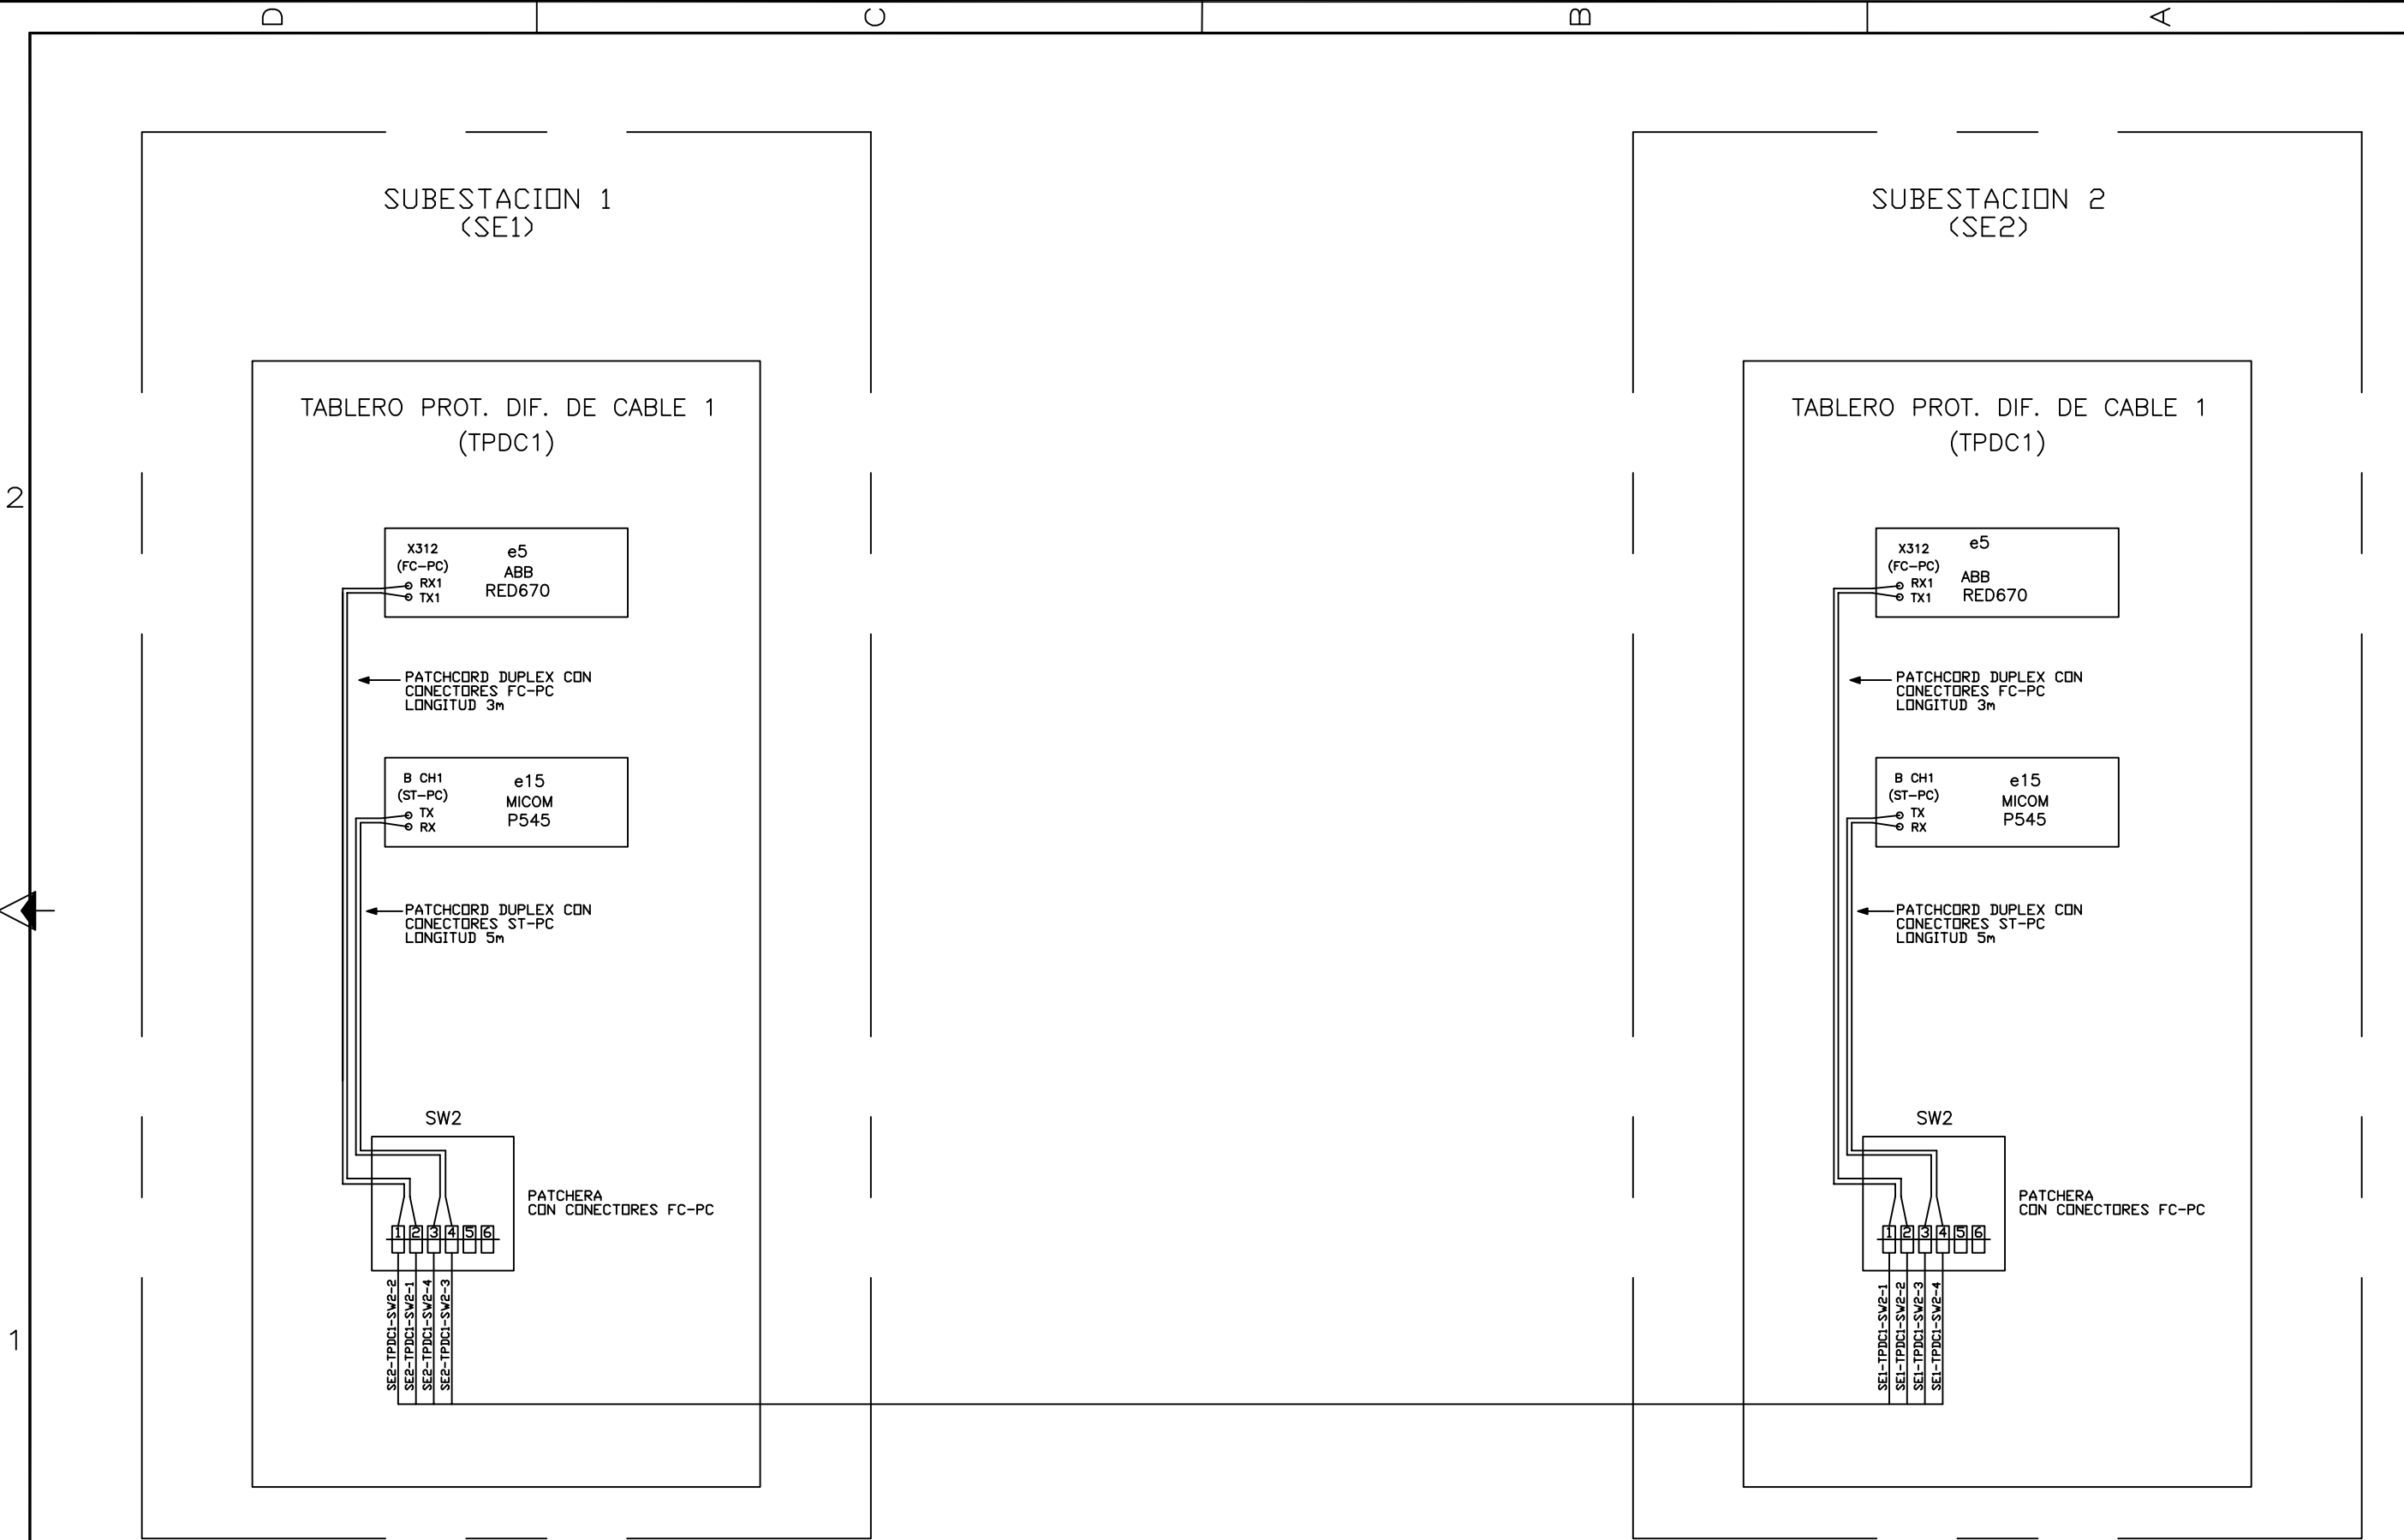 D
C
B
A
2
1
SUBESTACION 1
(SE1)
TABLERO PROT. DIF. DE CABLE 1
(TPDC1)
X312
(FC-PC)
RX1
TX1
e5
ABB
RED670
PATCHCORD DUPLEX CON
CONECTORES FC-PC
LONGITUD 3m
B CH1
(ST-PC)
TX
RX
e15
MICOM
P545
PATCHCORD DUPLEX CON
CONECTORES ST-PC
LONGITUD 5m
SW2
PATCHERA
CON CONECTORES FC-PC
1 2 3 4 5 6
SE2-TPDC1-SW2-2
SE2-TPDC1-SW2-1
SE2-TPDC1-SW2-4
SE2-TPDC1-SW2-3
SUBESTACION 2
(SE2)
TABLERO PROT. DIF. DE CABLE 1
(TPDC1)
X312
(FC-PC)
RX1
TX1
e5
ABB
RED670
PATCHCORD DUPLEX CON
CONECTORES FC-PC
LONGITUD 3m
B CH1
(ST-PC)
TX
RX
e15
MICOM
P545
PATCHCORD DUPLEX CON
CONECTORES ST-PC
LONGITUD 5m
SW2
PATCHERA
CON CONECTORES FC-PC
1 2 3 4 5 6
SE1-TPDC1-SW2-1
SE1-TPDC1-SW2-2
SE1-TPDC1-SW2-3
SE1-TPDC1-SW2-4